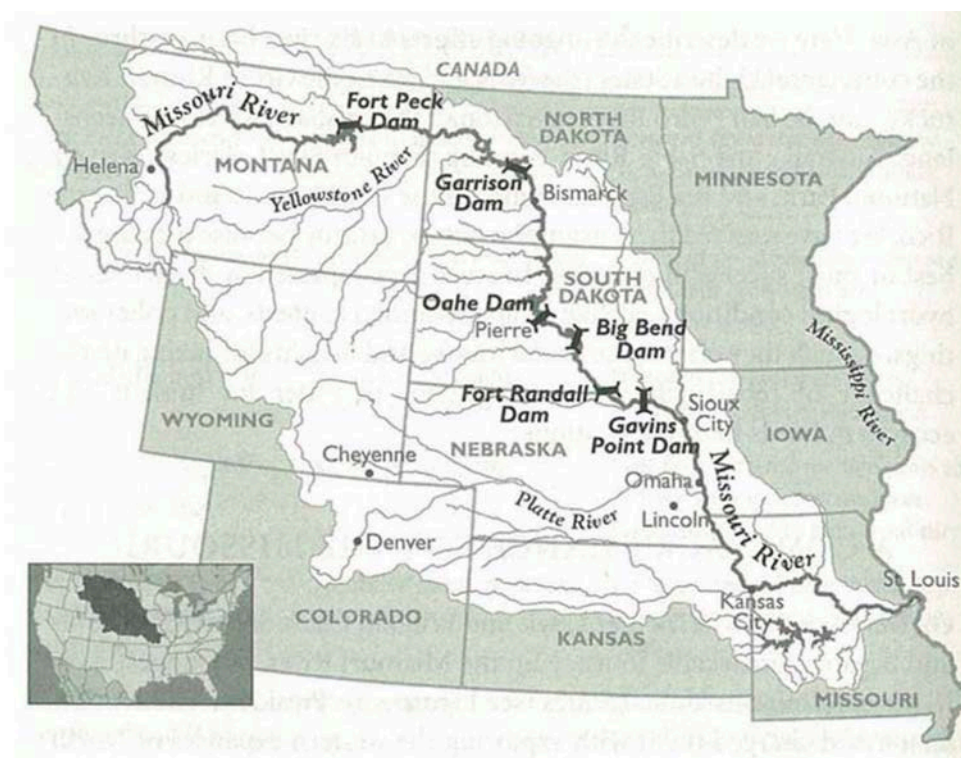 CANADA
Missouri River
Fort Peck
Dam
NORTH
DAKOTA
Helena
MONTANA
Yellowstone River
Garrison
Dam
Bismarck
MINNESOTA
SOUTH
DAKOTA
Oahe Dam
Pierre
Big Bend
Dam
Mississippi River
Fort Randall
Dam
Gavins
Point Dam
Sioux
City
WYOMING
IOWA
Cheyenne
NEBRASKA
Omaha
Platte River
Lincoln
Missouri River
Denver
St. Louis
Kansas
City
COLORADO
KANSAS
MISSOURI